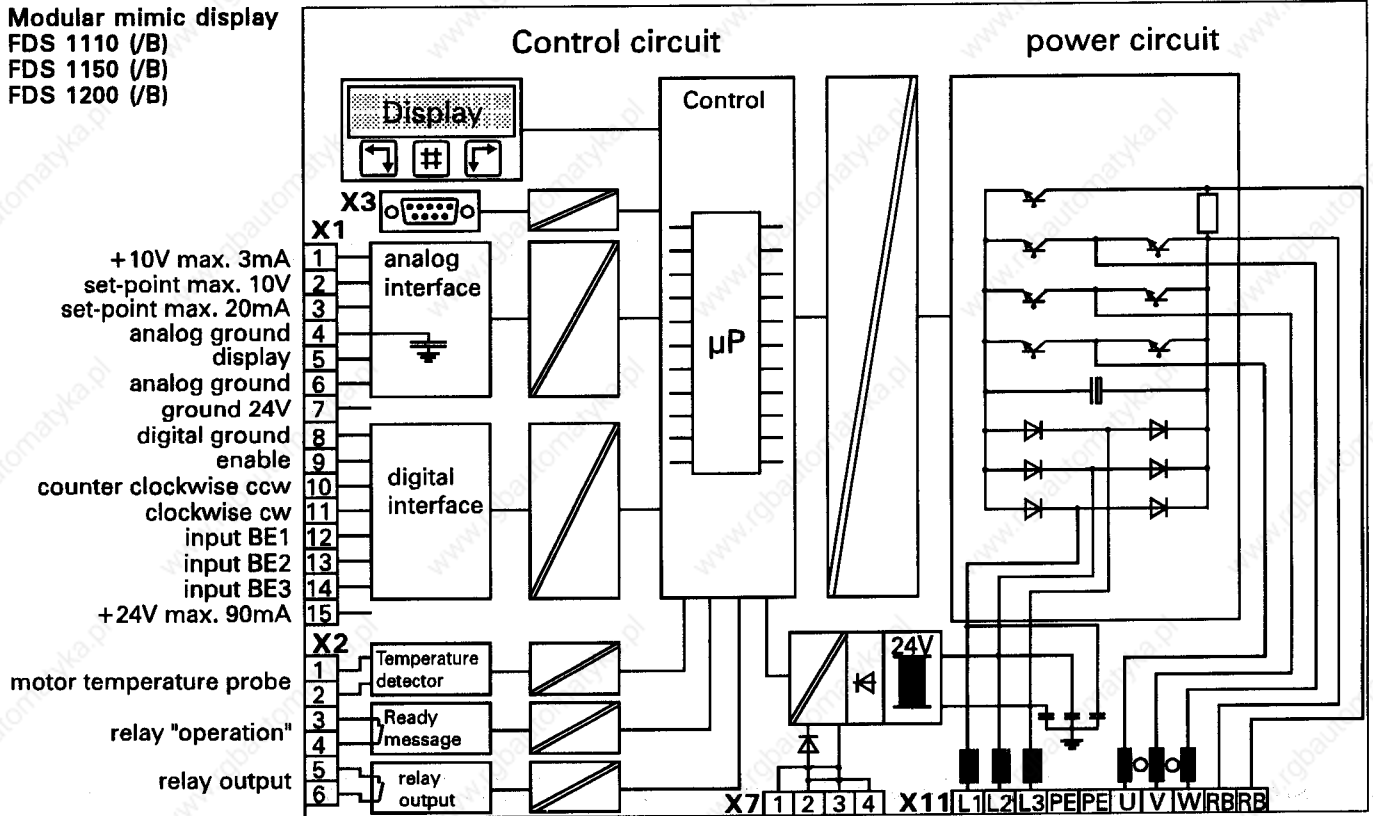 Modular mimic display
FDS 1110 (/B)
FDS 1150 (/B)
FDS 1200 (/B)
Control circuit
power circuit
Display
#
Control
µP
X3
X1
+10V max. 3mA 1
set-point max. 10V 2
set-point max. 20mA 3
analog ground 4
display 5
analog ground 6
ground 24V 7
digital ground 8
enable 9
counter clockwise ccw 10
clockwise cw 11
input BE1 12
input BE2 13
input BE3 14
+24V max. 90mA 15
analog
interface
digital
interface
X2
motor temperature probe 1
2
relay "operation" 3
4
relay output 5
6
Temperature
detector
Ready
message
relay
output
24V
X7 1 2 3 4
X11 L1 L2 L3 PE PE U V W RB RB
www.rgbautomatyka.pl